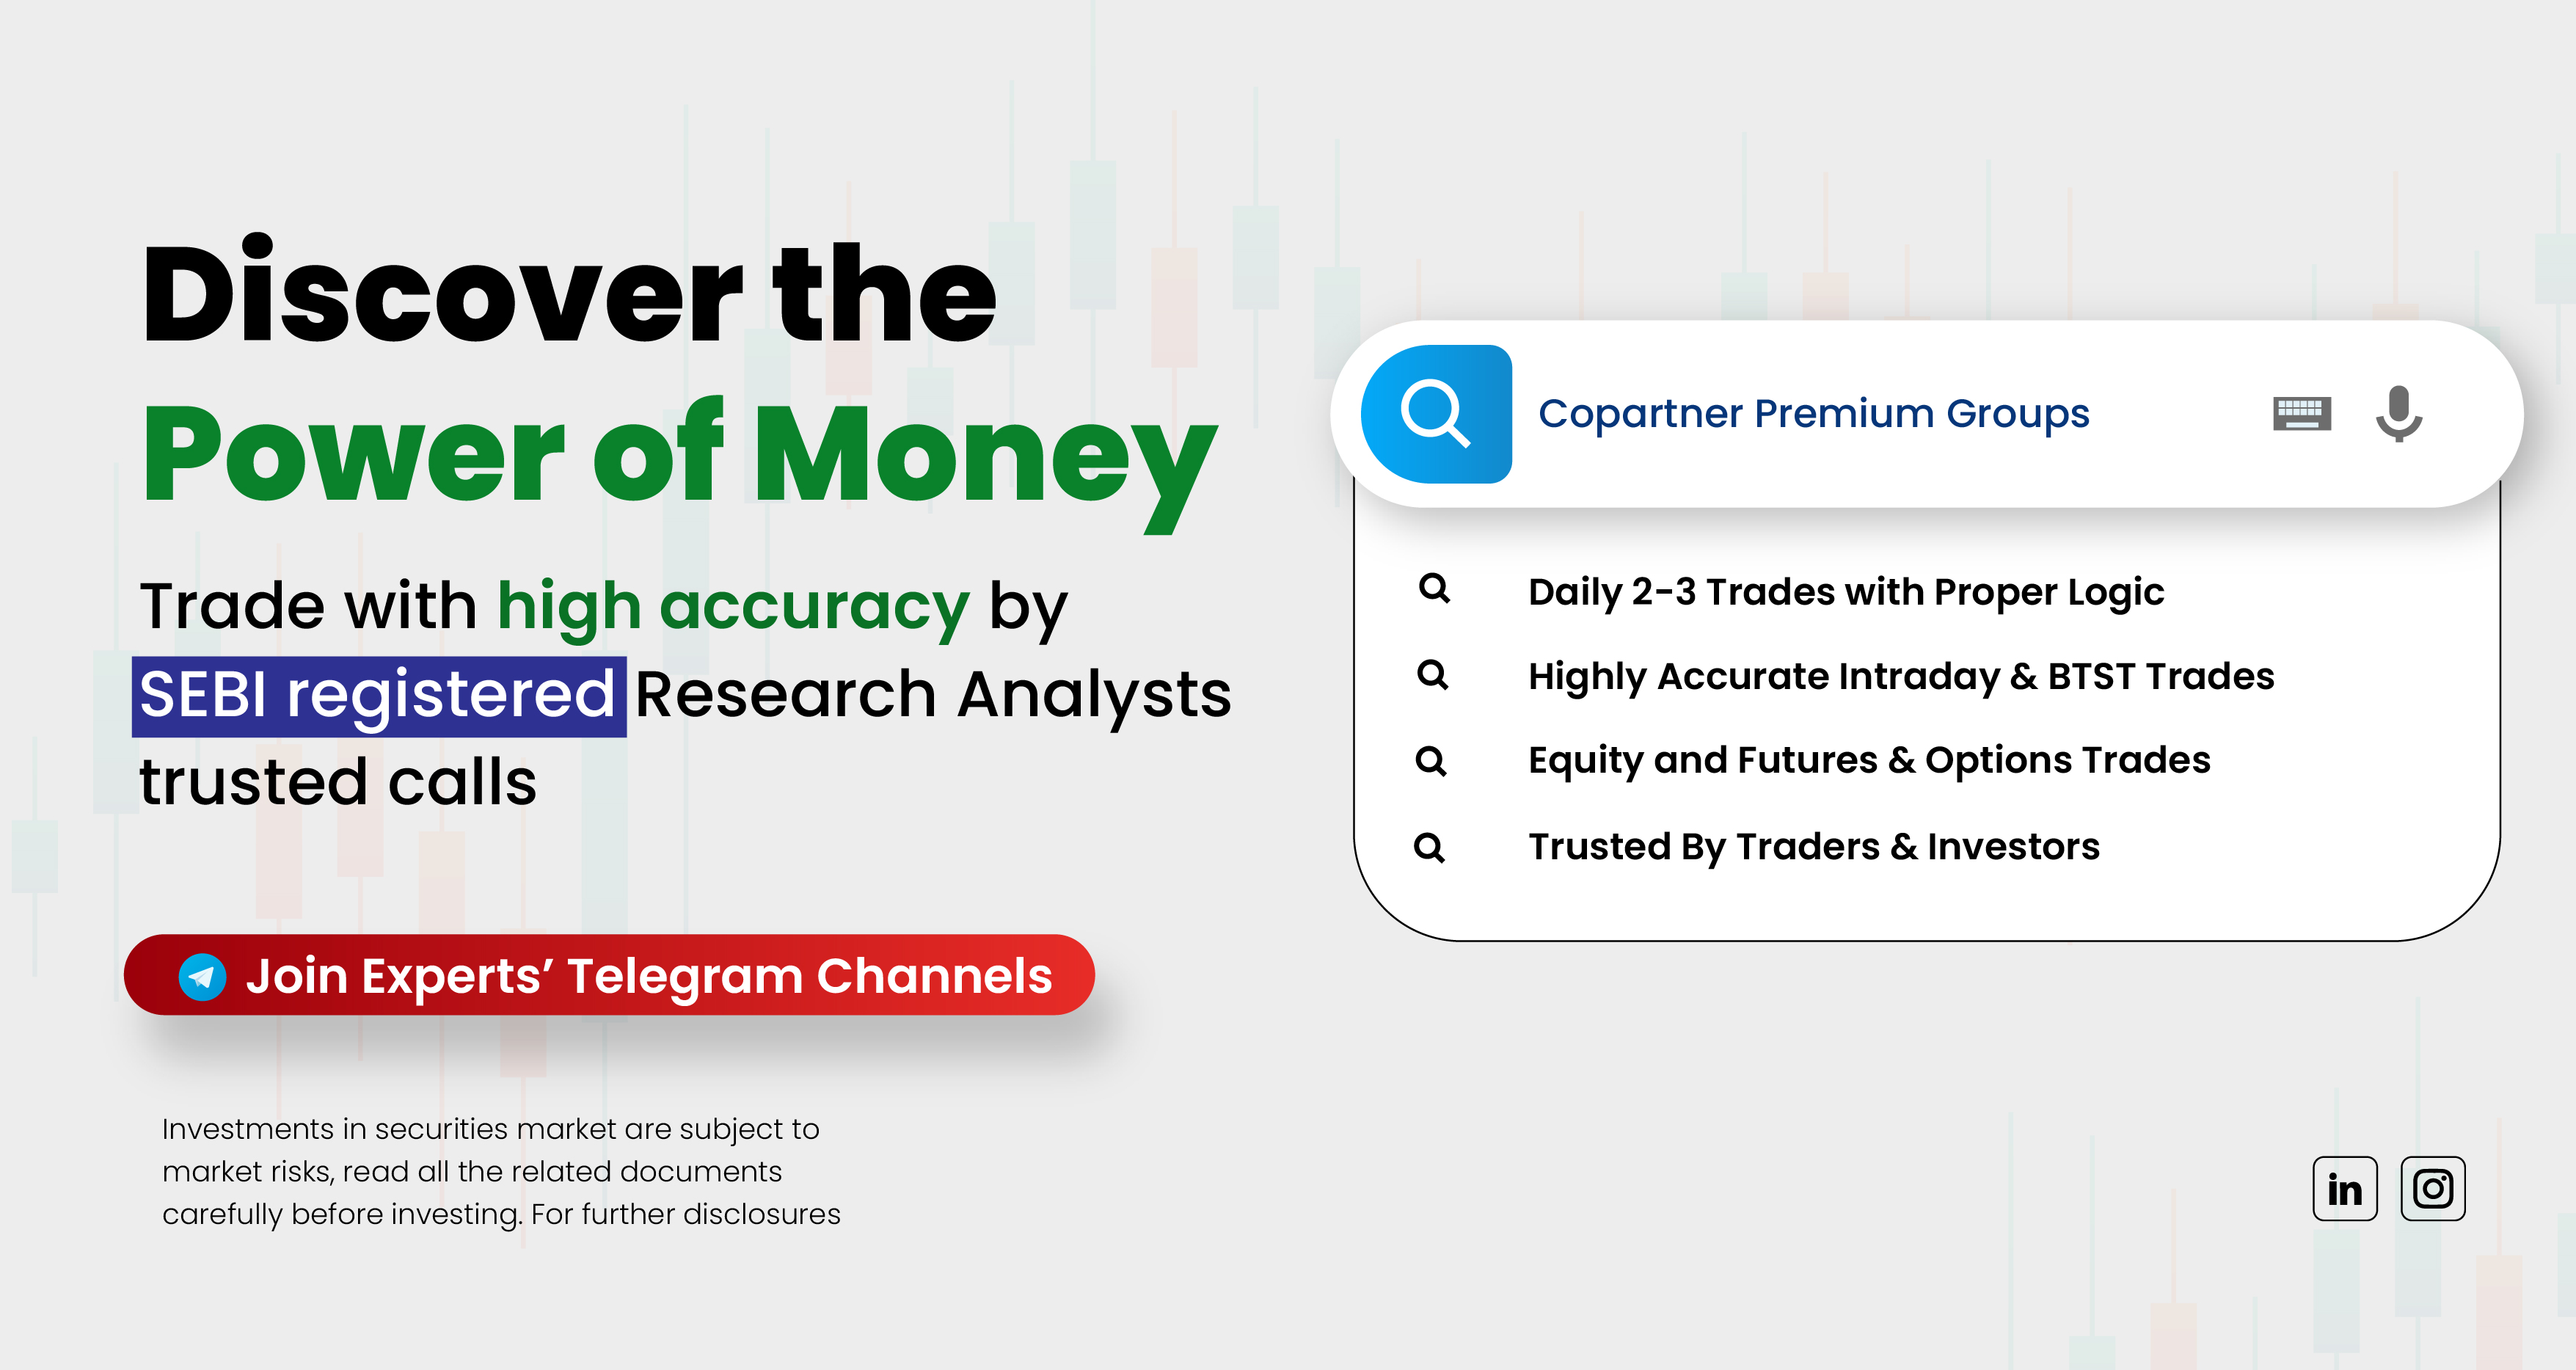 Discover the
Power of Money
Trade with high accuracy by
SEBI registered Research Analysts
trusted calls
Join Experts’ Telegram Channels
Investments in securities market are subject to
market risks, read all the related documents
carefully before investing. For further disclosures
Copartner Premium Groups
Daily 2-3 Trades with Proper Logic
Highly Accurate Intraday & BTST Trades
Equity and Futures & Options Trades
Trusted By Traders & Investors
in